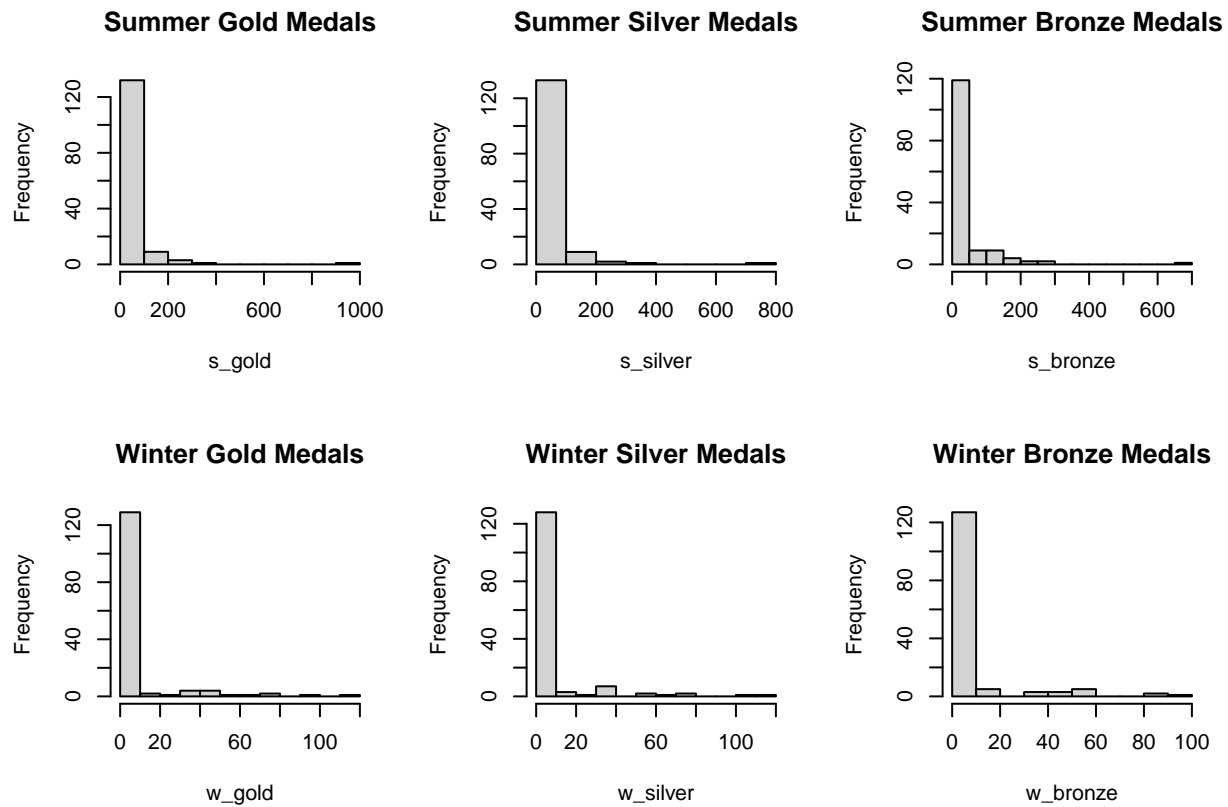 Summer Gold Medals
Frequency
0 40 80 120
0 200 600 1000
s_gold
Summer Silver Medals
Frequency
0 40 80 120
0 200 400 600 800
s_silver
Summer Bronze Medals
Frequency
0 40 80 120
0 200 400 600
s_bronze
Winter Gold Medals
Frequency
0 40 80 120
0 20 60 100
w_gold
Winter Silver Medals
Frequency
0 40 80 120
0 20 60 100
w_silver
Winter Bronze Medals
Frequency
0 40 80 120
0 20 40 60 80 100
w_bronze